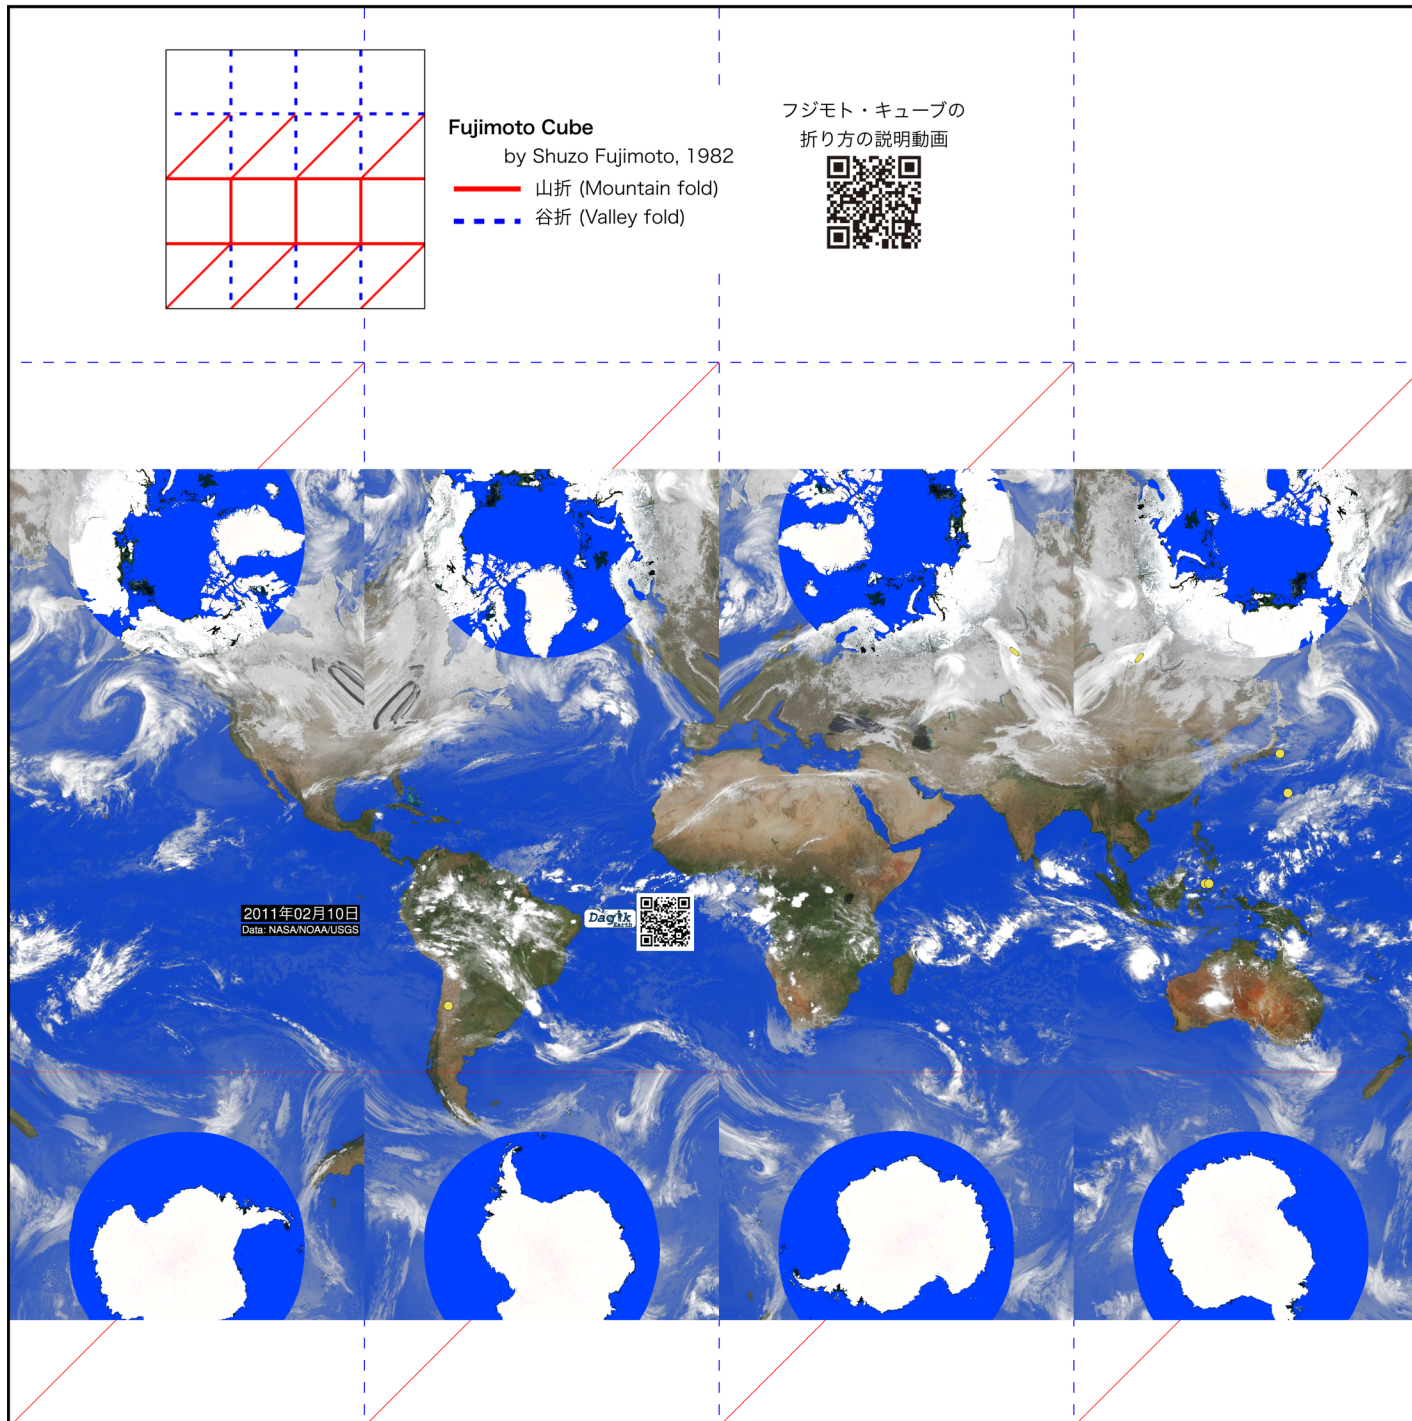 Fujimoto Cube
by Shuzo Fujimoto, 1982
山折 (Mountain fold)
谷折 (Valley fold)
フジモト・キューブの
折り方の説明動画
2011年02月10日
Data: NASA/NOAA/USGS
Dagik
Earth